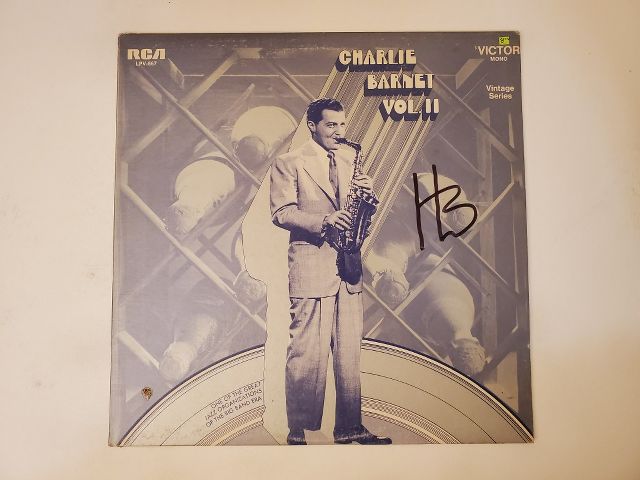 RCA
LPV-567
CHARLIE
BARNET
VOL. II
VICTOR
MONO
Vintage
Series
HB
ONE OF THE GREAT
JAZZ ORGANIZATIONS
OF THE BIG BAND ERA